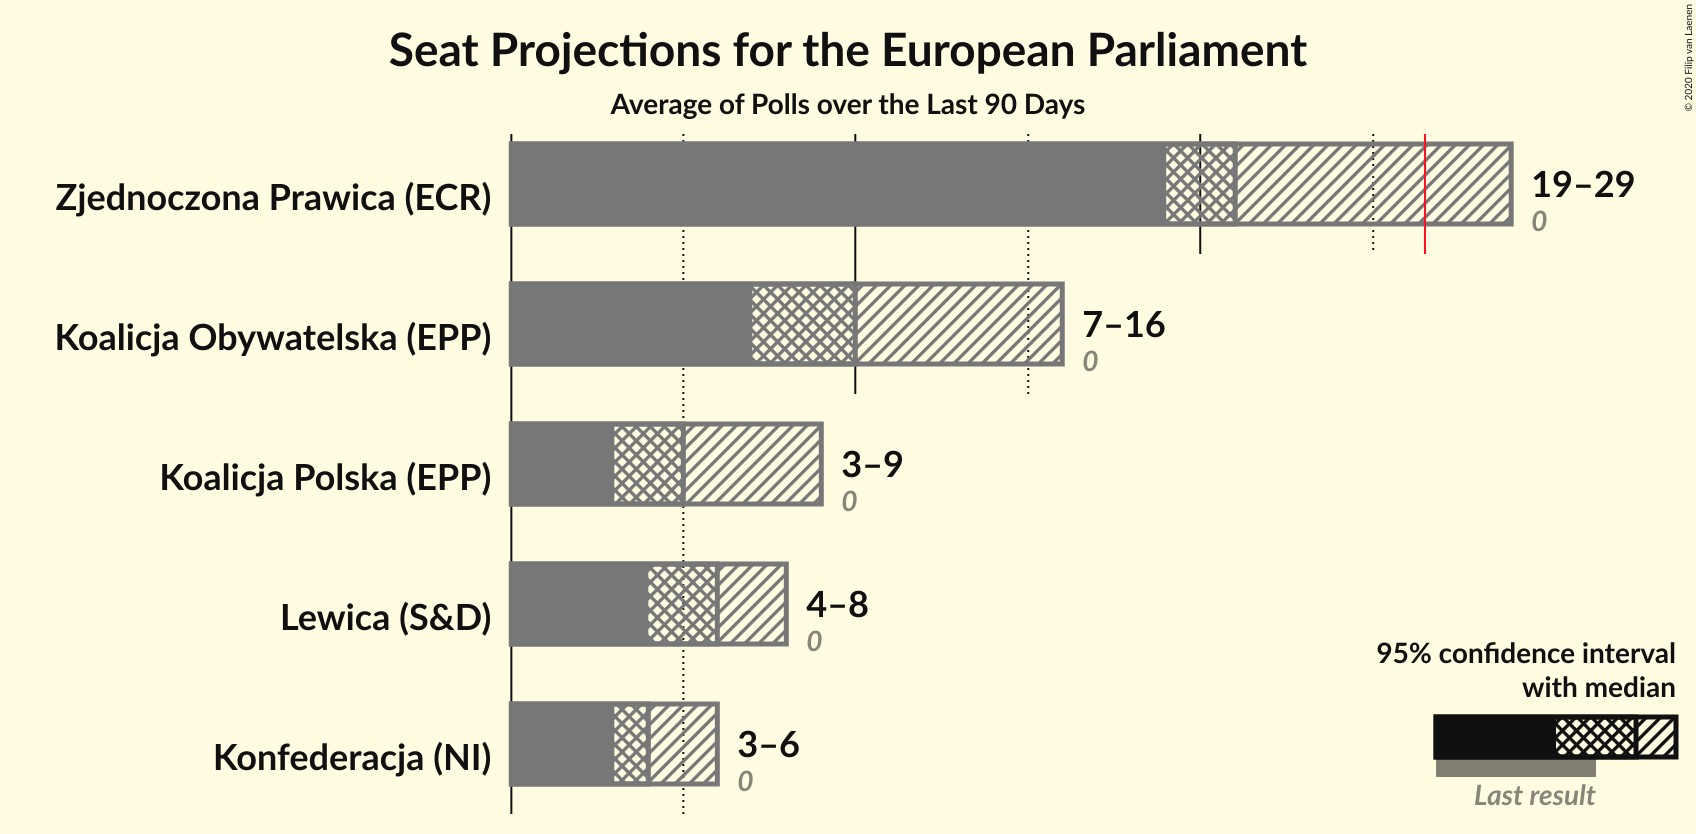 Seat Projections for the European Parliament
Average of Polls over the Last 90 Days
© 2020 Filip van Laenen
Zjednoczona Prawica (ECR)
19–29
0
Koalicja Obywatelska (EPP)
7–16
0
Koalicja Polska (EPP)
3–9
0
Lewica (S&D)
4–8
0
Konfederacja (NI)
3–6
0
95% confidence interval
with median
Last result